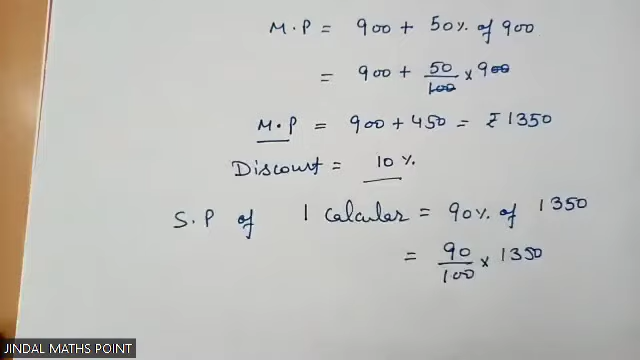 M.P = 900 + 50% of 900
= 900 + 50/100 × 900
M.P = 900 + 450 = ₹1350
Discount = 10%.
S.P of 1 calcular = 90% of 1350
= 90/100 × 1350
JINDAL MATHS POINT